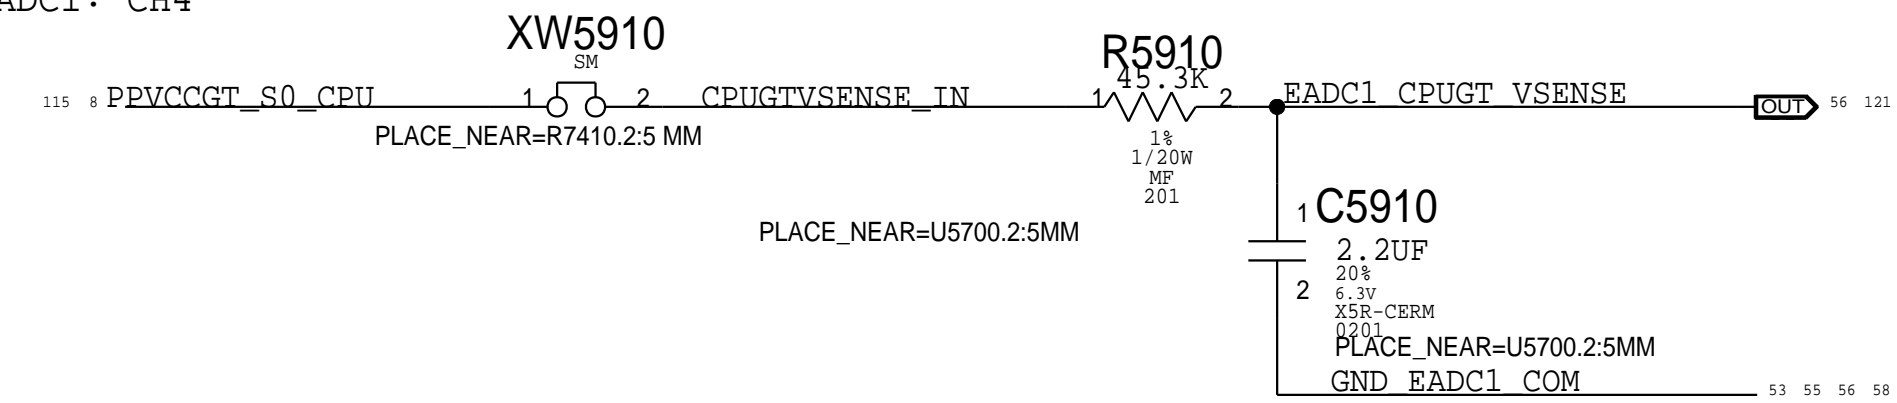 EADC1: CH4
XW5910
SM
115 8 PPVCCGT_S0_CPU 1 2 CPUGTVSENSE_IN
PLACE_NEAR=R7410.2:5 MM
R5910
45.3K
1 2
1%
1/20W
MF
201
PLACE_NEAR=U5700.2:5MM
EADC1_CPUGT_VSENSE OUT 56 121
1 C5910
2.2UF
20%
2 6.3V
X5R-CERM
0201
PLACE_NEAR=U5700.2:5MM
GND_EADC1_COM 53 55 56 58